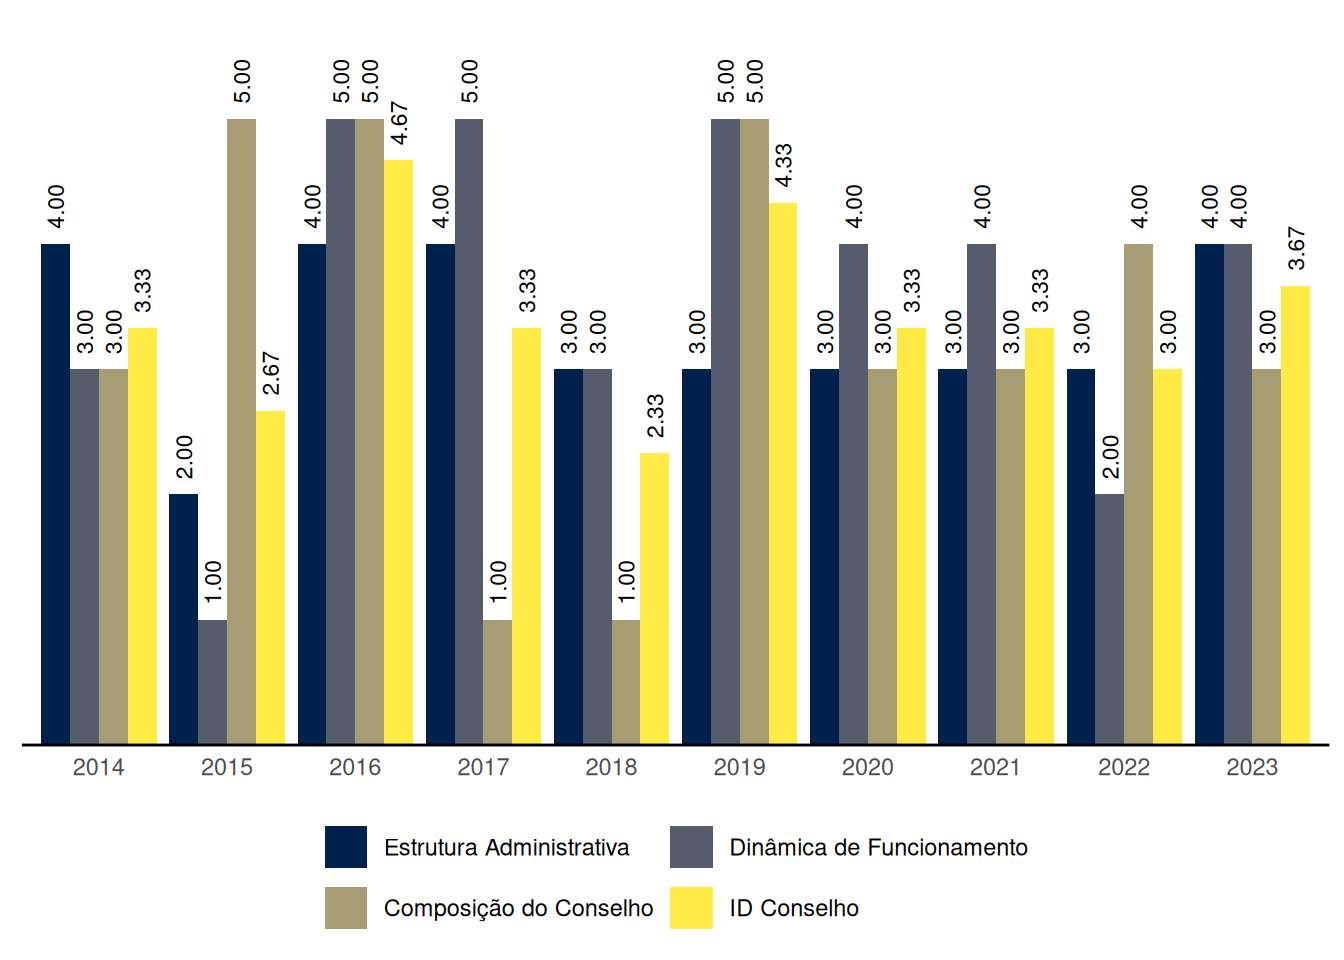 4.00 3.00 3.00 3.33 2.00 1.00 5.00 2.67 4.00 5.00 5.00 4.67 4.00 5.00 1.00 3.33 3.00 3.00 1.00 2.33 3.00 5.00 5.00 4.33 3.00 4.00 3.00 3.33 3.00 4.00 3.00 3.33 3.00 2.00 4.00 3.00 4.00 4.00 3.00 3.67
2014 2015 2016 2017 2018 2019 2020 2021 2022 2023
Estrutura Administrativa Dinâmica de Funcionamento
Composição do Conselho ID Conselho